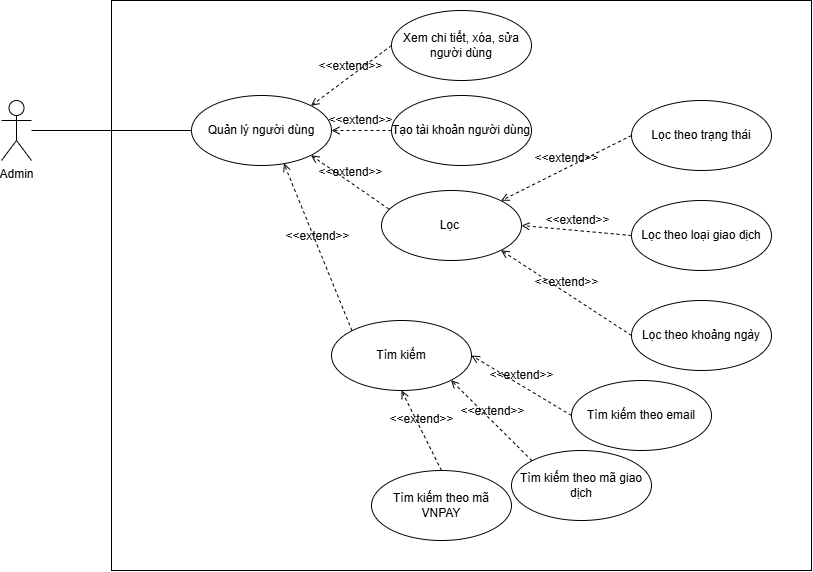 Xem chi tiết, xóa, sửa
người dùng
<<extend>>
Quản lý người dùng
<<extend>>
Tạo tài khoản người dùng
Admin
<<extend>>
Lọc
<<extend>>
Lọc theo trạng thái
<<extend>>
Lọc theo loại giao dịch
<<extend>>
Lọc theo khoảng ngày
<<extend>>
Tìm kiếm
<<extend>>
Tìm kiếm theo email
<<extend>>
Tìm kiếm theo mã giao
dịch
<<extend>>
Tìm kiếm theo mã
VNPAY